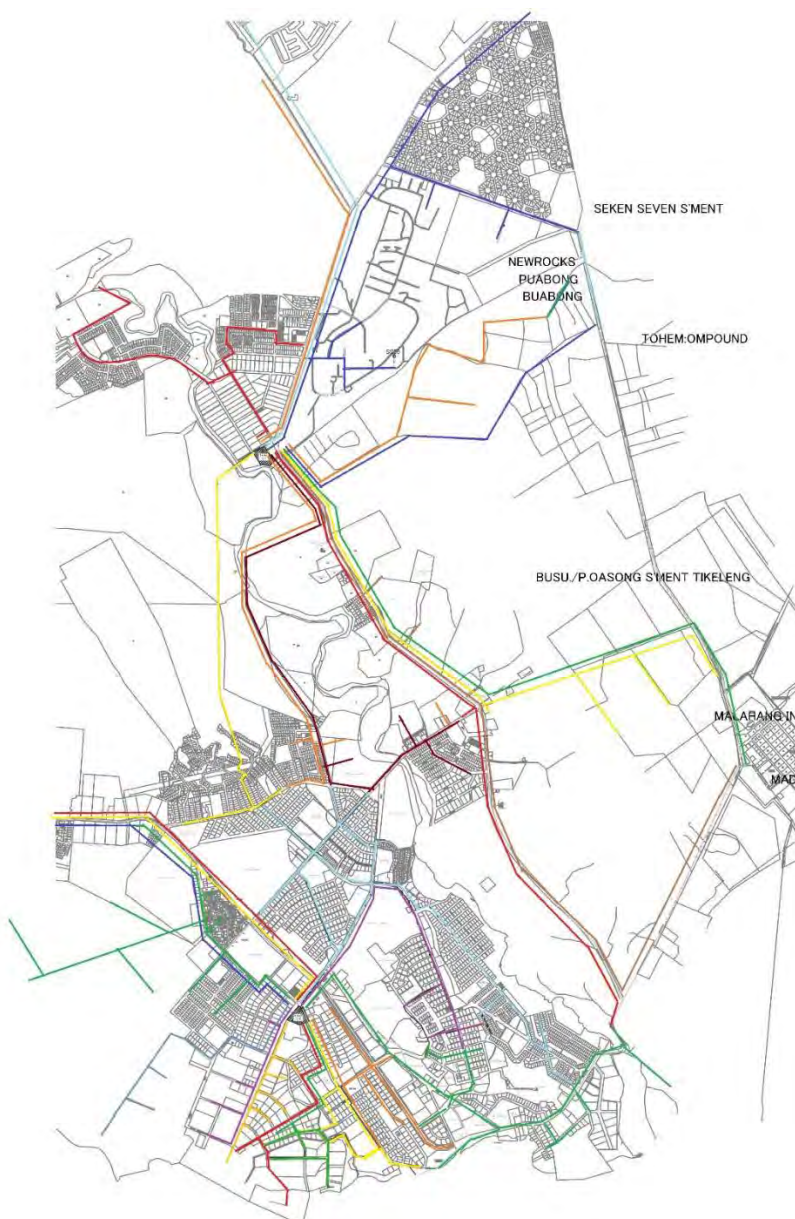 SEKEN SEVEN S'MENT
NEWROCKS
PUABONG
BUABONG
TOHEM:OMPOUND
BUSU./P.OASONG S'MENT TIKELENG
MALARANG IN
MAD